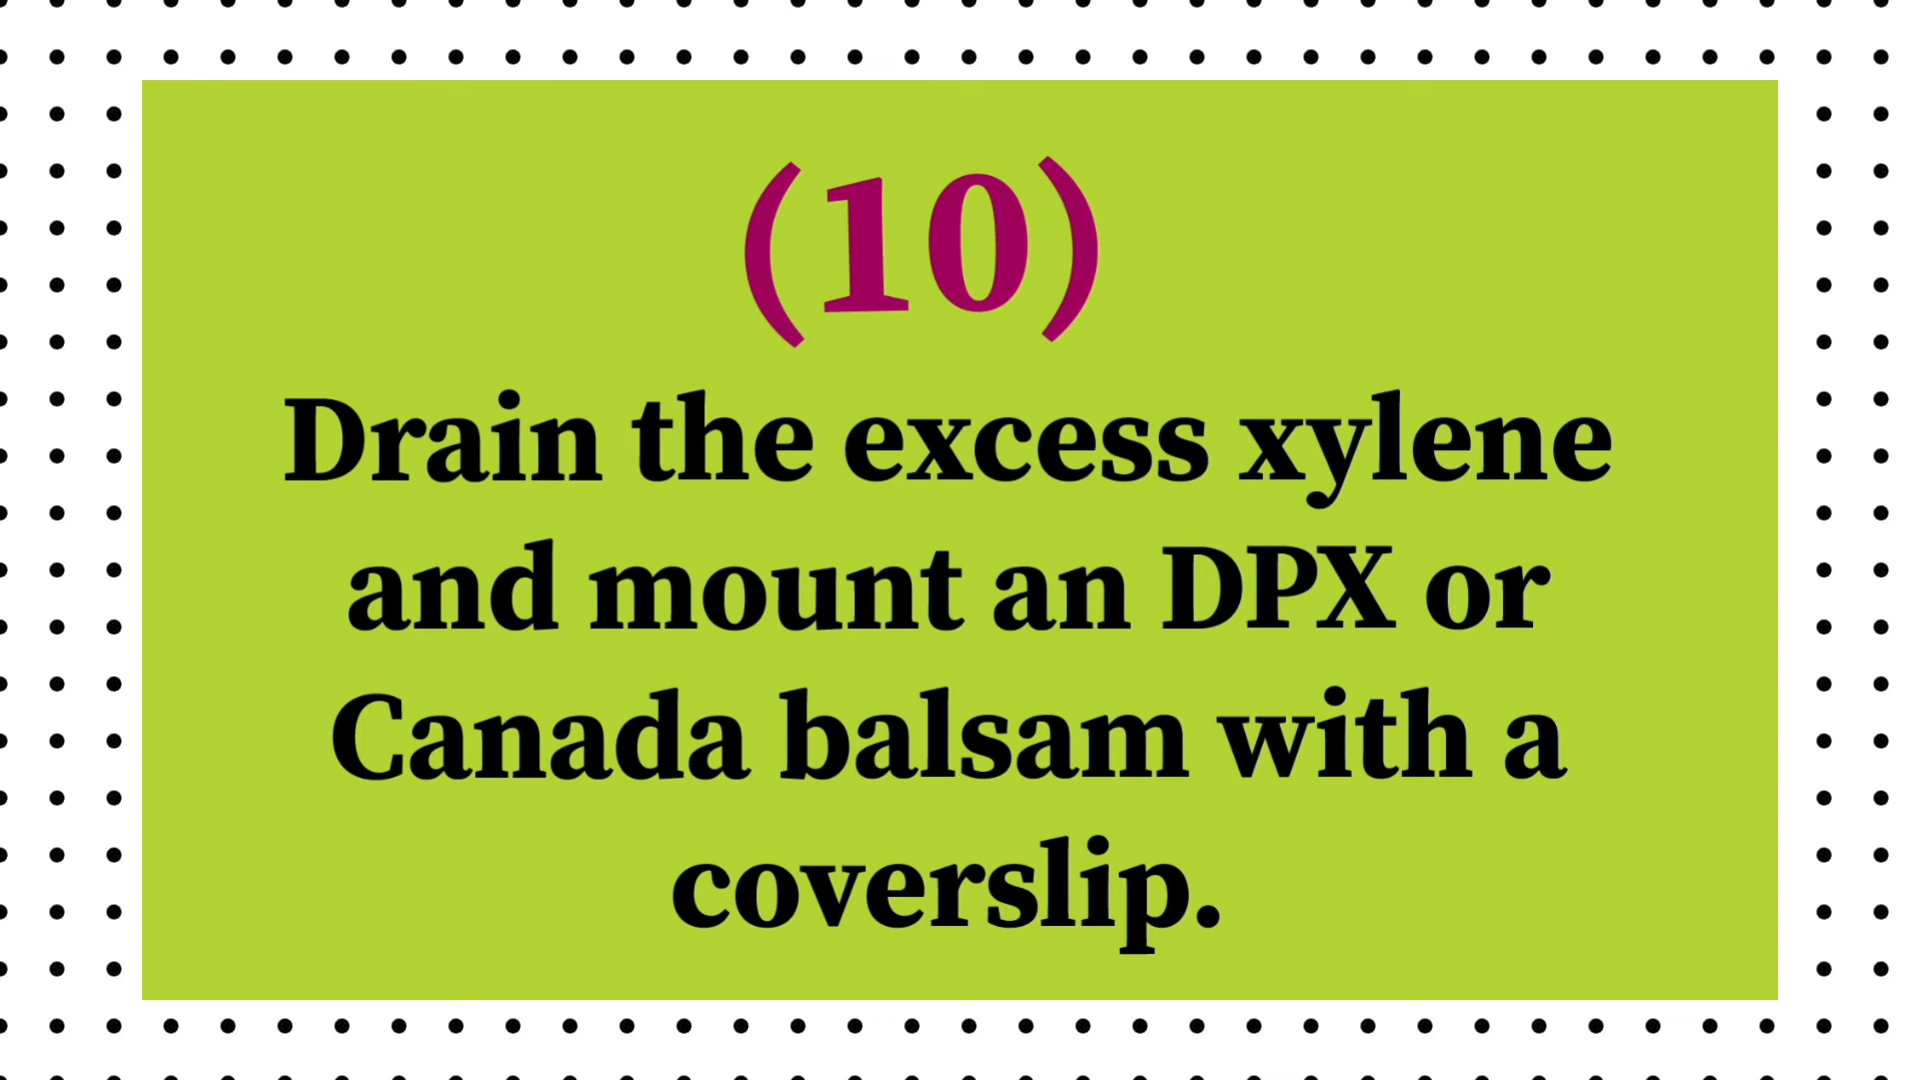 (10)
Drain the excess xylene
and mount an DPX or
Canada balsam with a
coverslip.